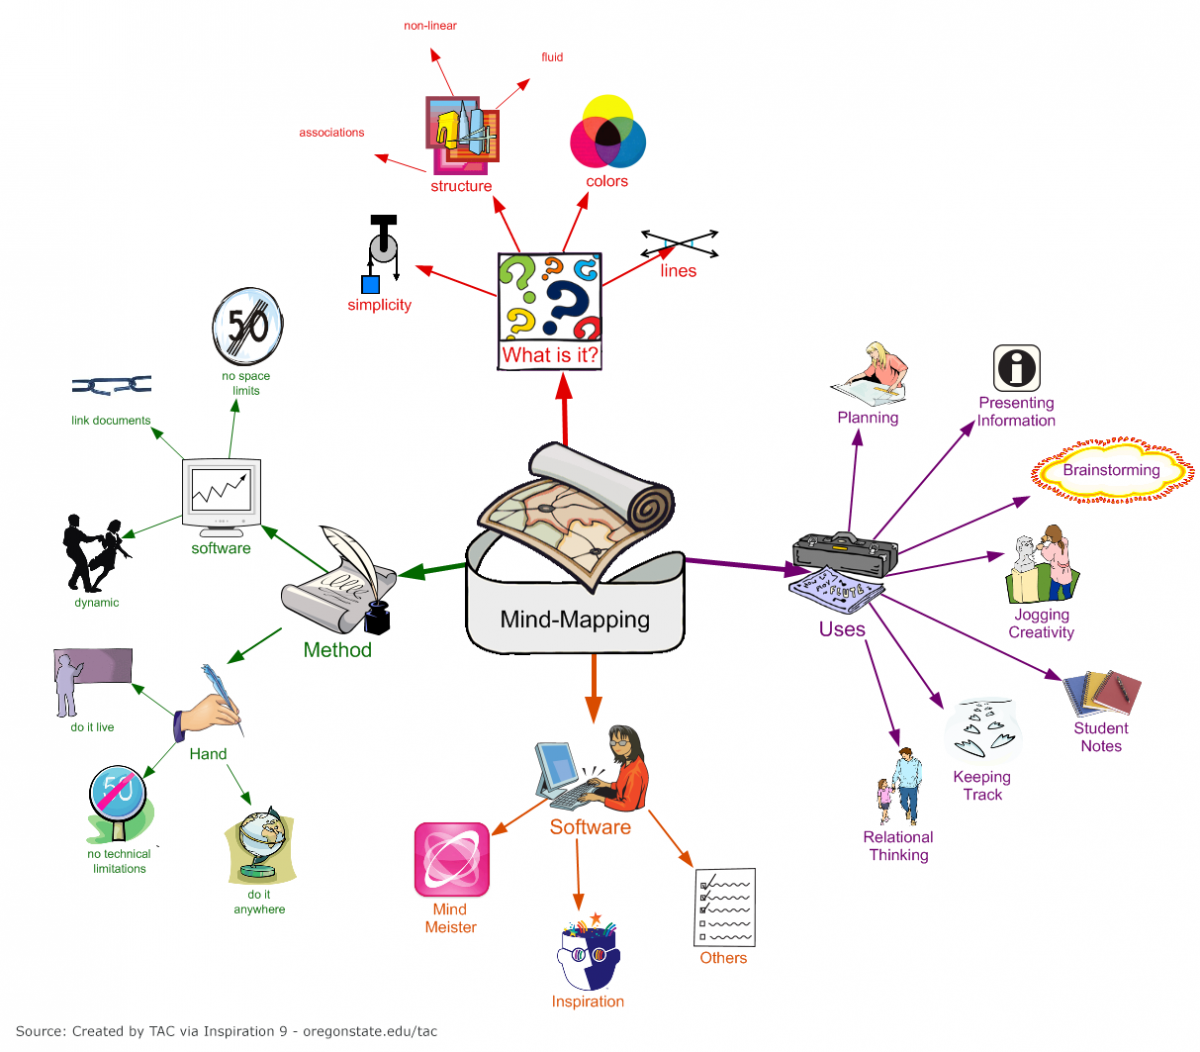 non-linear
fluid
associations
structure
colors
simplicity
lines
What is it?
50
no space
limits
link documents
software
dynamic
Method
do it live
Hand
50
no technical
limitations
do it
anywhere
Mind-Mapping
Planning
Presenting
Information
Brainstorming
Jogging
Creativity
Uses
Student
Notes
Keeping
Track
Relational
Thinking
Software
Mind
Meister
Inspiration
Others
Source: Created by TAC via Inspiration 9 - oregonstate.edu/tac